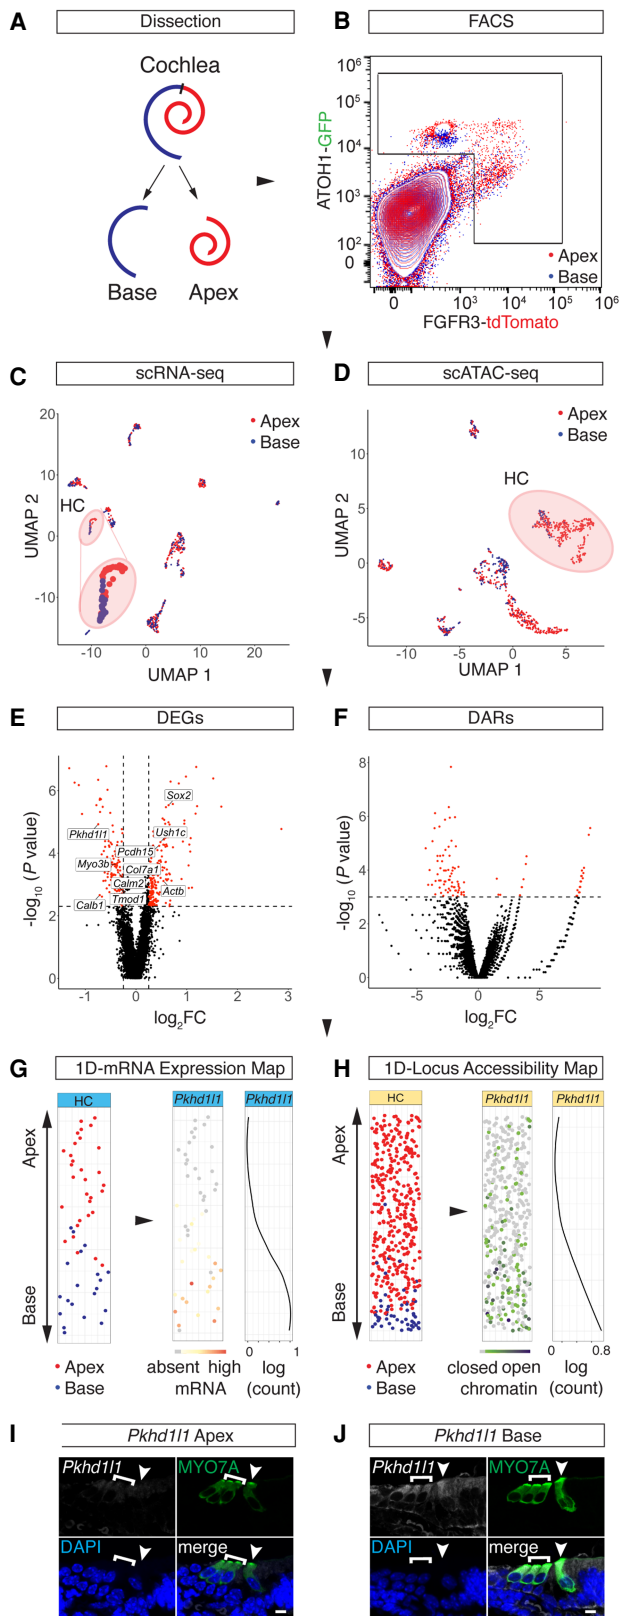 A
Dissection
Cochlea
Base
Apex
B
FACS
ATOH1-GFP
10⁶
10⁵
10⁴
10³
10²
0
Apex
Base
0
10³
10⁴
10⁵
10⁶
FGFR3-tdTomato
C
scRNA-seq
UMAP 2
20
10
0
-10
Apex
Base
HC
-10
0
10
20
UMAP 1
D
scATAC-seq
UMAP 2
10
5
0
-5
Apex
Base
HC
-10
-5
0
5
UMAP 1
E
DEGs
-log₁₀ (P value)
6
4
2
0
Sox2
Pkhd1l1
Ush1c
Pcdh15
Myo3b
Col7a1
Calm2
Actb
Tmod1
Calb1
-1
0
1
2
3
log₂FC
F
DARs
-log₁₀ (P value)
8
6
4
2
0
-5
0
5
log₂FC
G
1D-mRNA Expression Map
HC
Pkhd1l1
Pkhd1l1
Apex
Base
Apex
Base
absent high
mRNA
0
1
log
(count)
H
1D-Locus Accessibility Map
HC
Pkhd1l1
Pkhd1l1
Apex
Base
Apex
Base
closed open
chromatin
0
0.8
log
(count)
I
Pkhd1l1 Apex
Pkhd1l1
MYO7A
DAPI
merge
J
Pkhd1l1 Base
Pkhd1l1
MYO7A
DAPI
merge